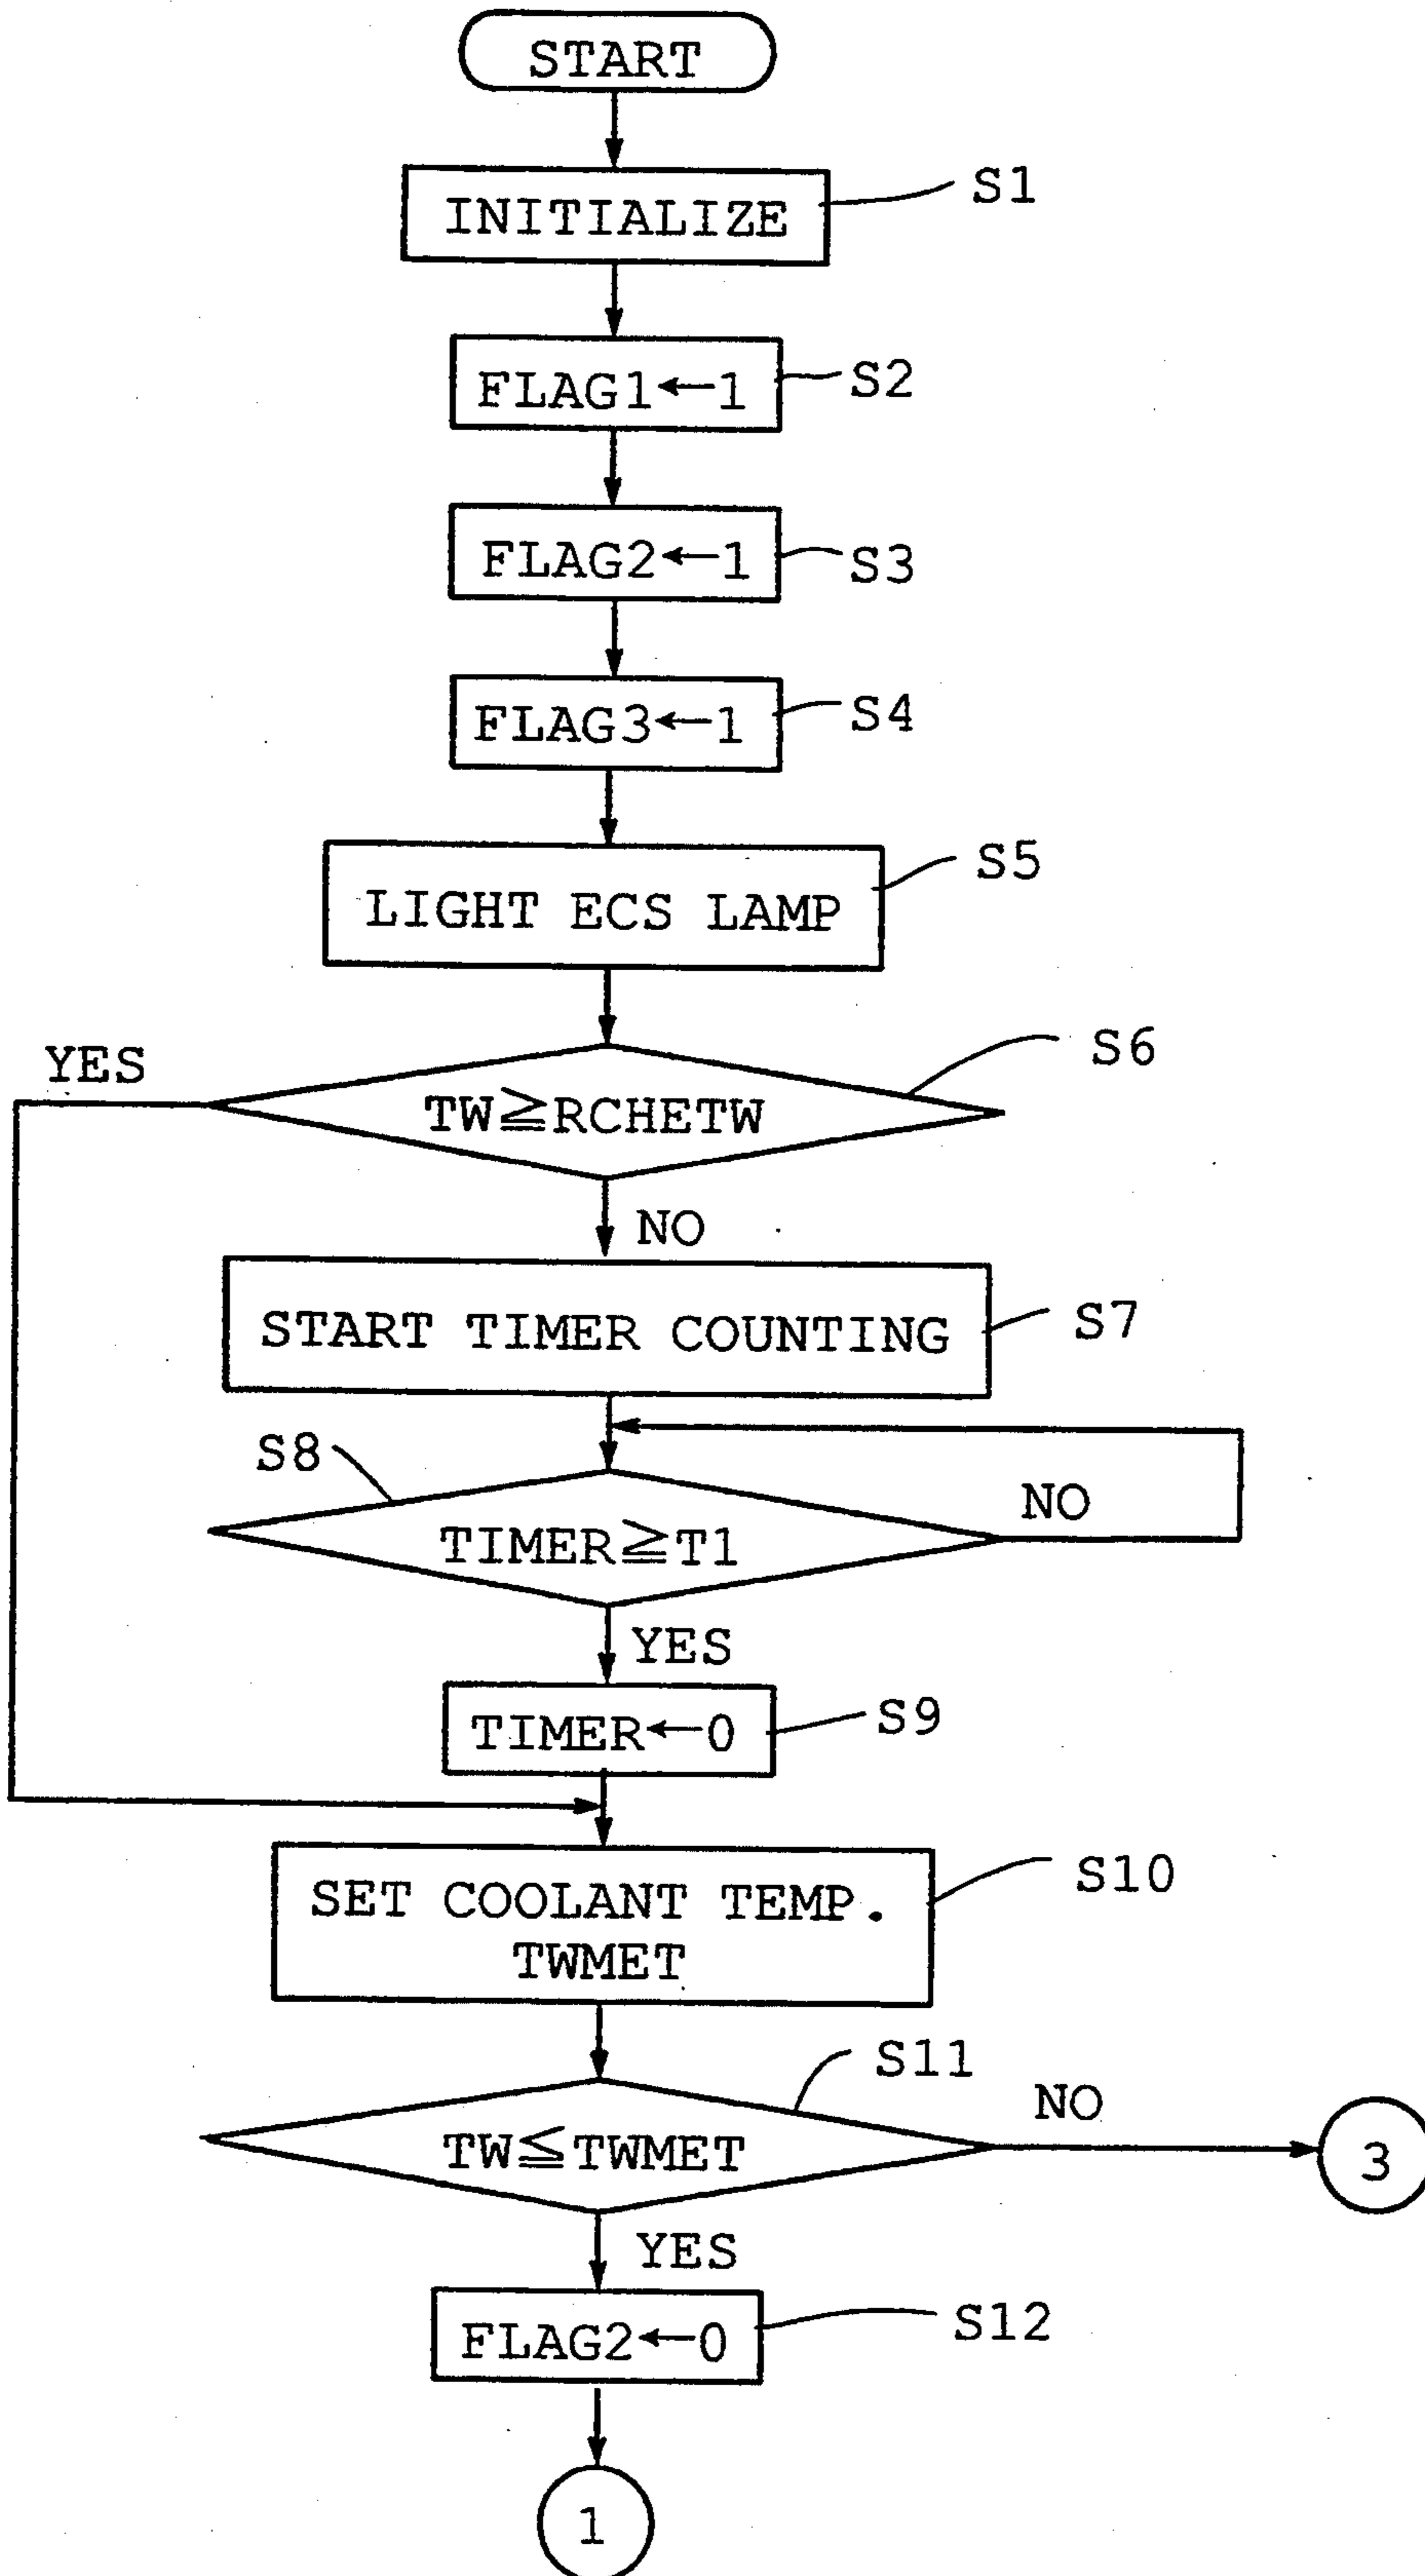 START
INITIALIZE
S1
FLAG1←1
S2
FLAG2←1
S3
FLAG3←1
S4
LIGHT ECS LAMP
S5
YES
TW≧RCHETW
S6
NO
START TIMER COUNTING
S7
S8
TIMER≧T1
NO
YES
TIMER←0
S9
SET COOLANT TEMP.
TWMET
S10
S11
TW≦TWMET
NO
3
YES
FLAG2←0
S12
1